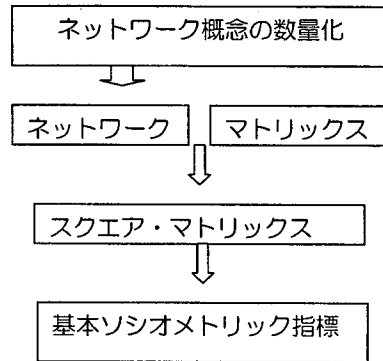 ネットワーク概念の数量化
ネットワーク
マトリックス
スクエア・マトリックス
基本ソシオメトリック指標